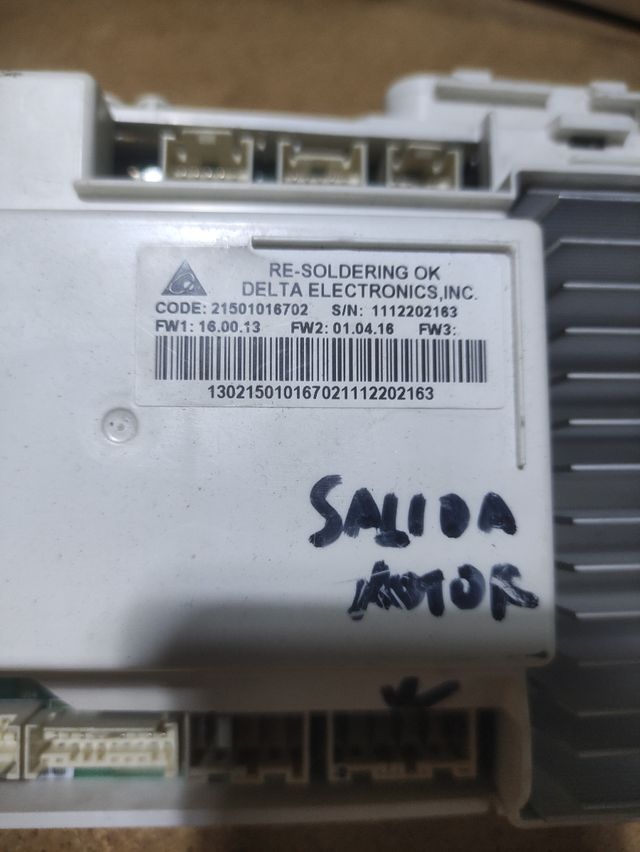 RE-SOLDERING OK
DELTA ELECTRONICS,INC.
CODE: 21501016702 S/N: 1112202163
FW1: 16.00.13 FW2: 01.04.16 FW3:
130215010167021112202163
SALIDA
MOTOR